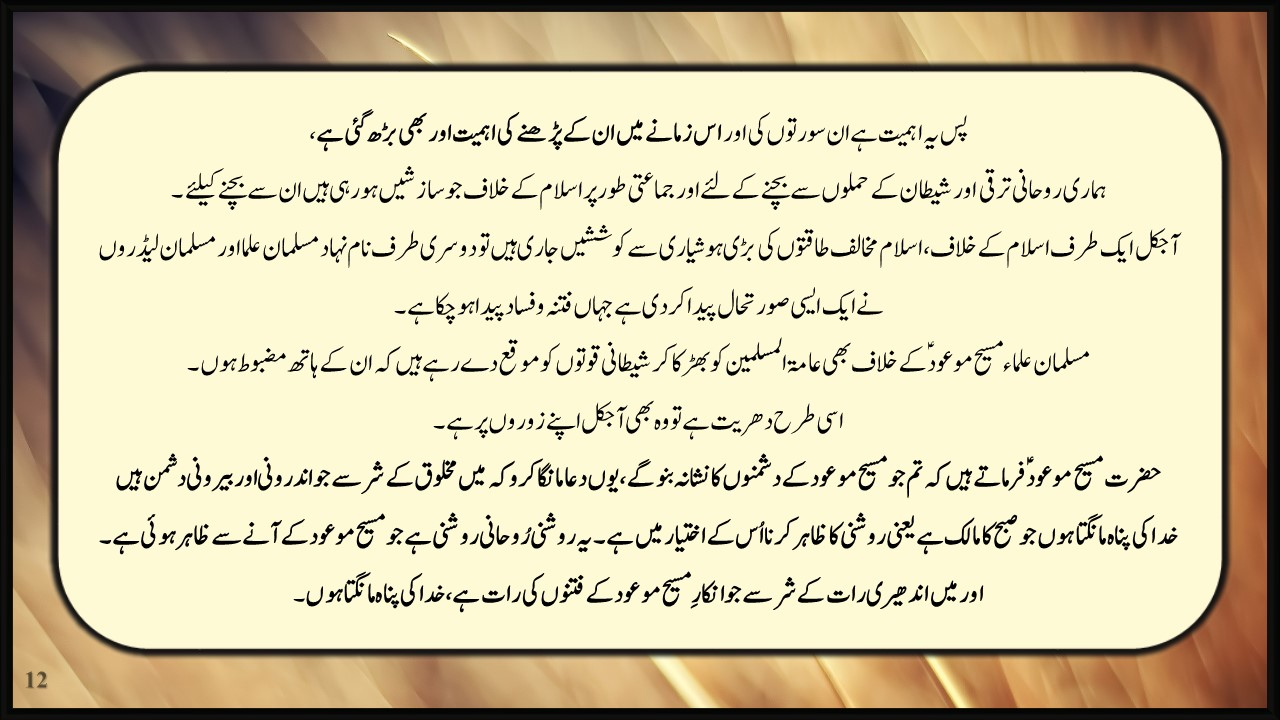 پس یہ اہمیت ہے ان سورتوں کی اور اس زمانے میں ان کے پڑھنے کی اہمیت اور بھی بڑھ گئی ہے،
ہماری روحانی ترقی اور شیطان کے حملوں سے بچنے کے لئے اور جماعتی طور پر اسلام کے خلاف جو سازشیں ہو رہی ہیں ان سے بچنے کیلئے۔
آجکل ایک طرف اسلام کے خلاف، اسلام مخالف طاقتوں کی بڑی ہوشیاری سے کوششیں جاری ہیں تو دوسری طرف نام نہاد مسلمان علما اور مسلمان لیڈروں
نے ایک ایسی صورتحال پیدا کر دی ہے جہاں فتنہ و فساد پیدا ہو چکا ہے۔
مسلمان علماء مسیح موعودؑ کے خلاف بھی عامۃ المسلمین کو بھڑکا کر شیطانی قوتوں کو موقع دے رہے ہیں کہ ان کے ہاتھ مضبوط ہوں۔
اسی طرح دھریت ہے تو وہ بھی آجکل اپنے زوروں پر ہے۔
حضرت مسیح موعودؑ فرماتے ہیں کہ تم جو مسیح موعود کے دشمنوں کا نشانہ بنو گے، یوں دعا مانگا کرو کہ میں مخلوق کے شر سے جو اندرونی اور بیرونی دشمن ہیں
خدا کی پناہ مانگتا ہوں جو صبح کا مالک ہے یعنی روشنی کا ظاہر کرنا اُس کے اختیار میں ہے۔ یہ روشنی رُوحانی روشنی ہے جو مسیح موعود کے آنے سے ظاہر ہوئی ہے۔
اور میں اندھیری رات کے شر سے جو انکارِ مسیح موعود کے فتنوں کی رات ہے، خدا کی پناہ مانگتا ہوں۔
12